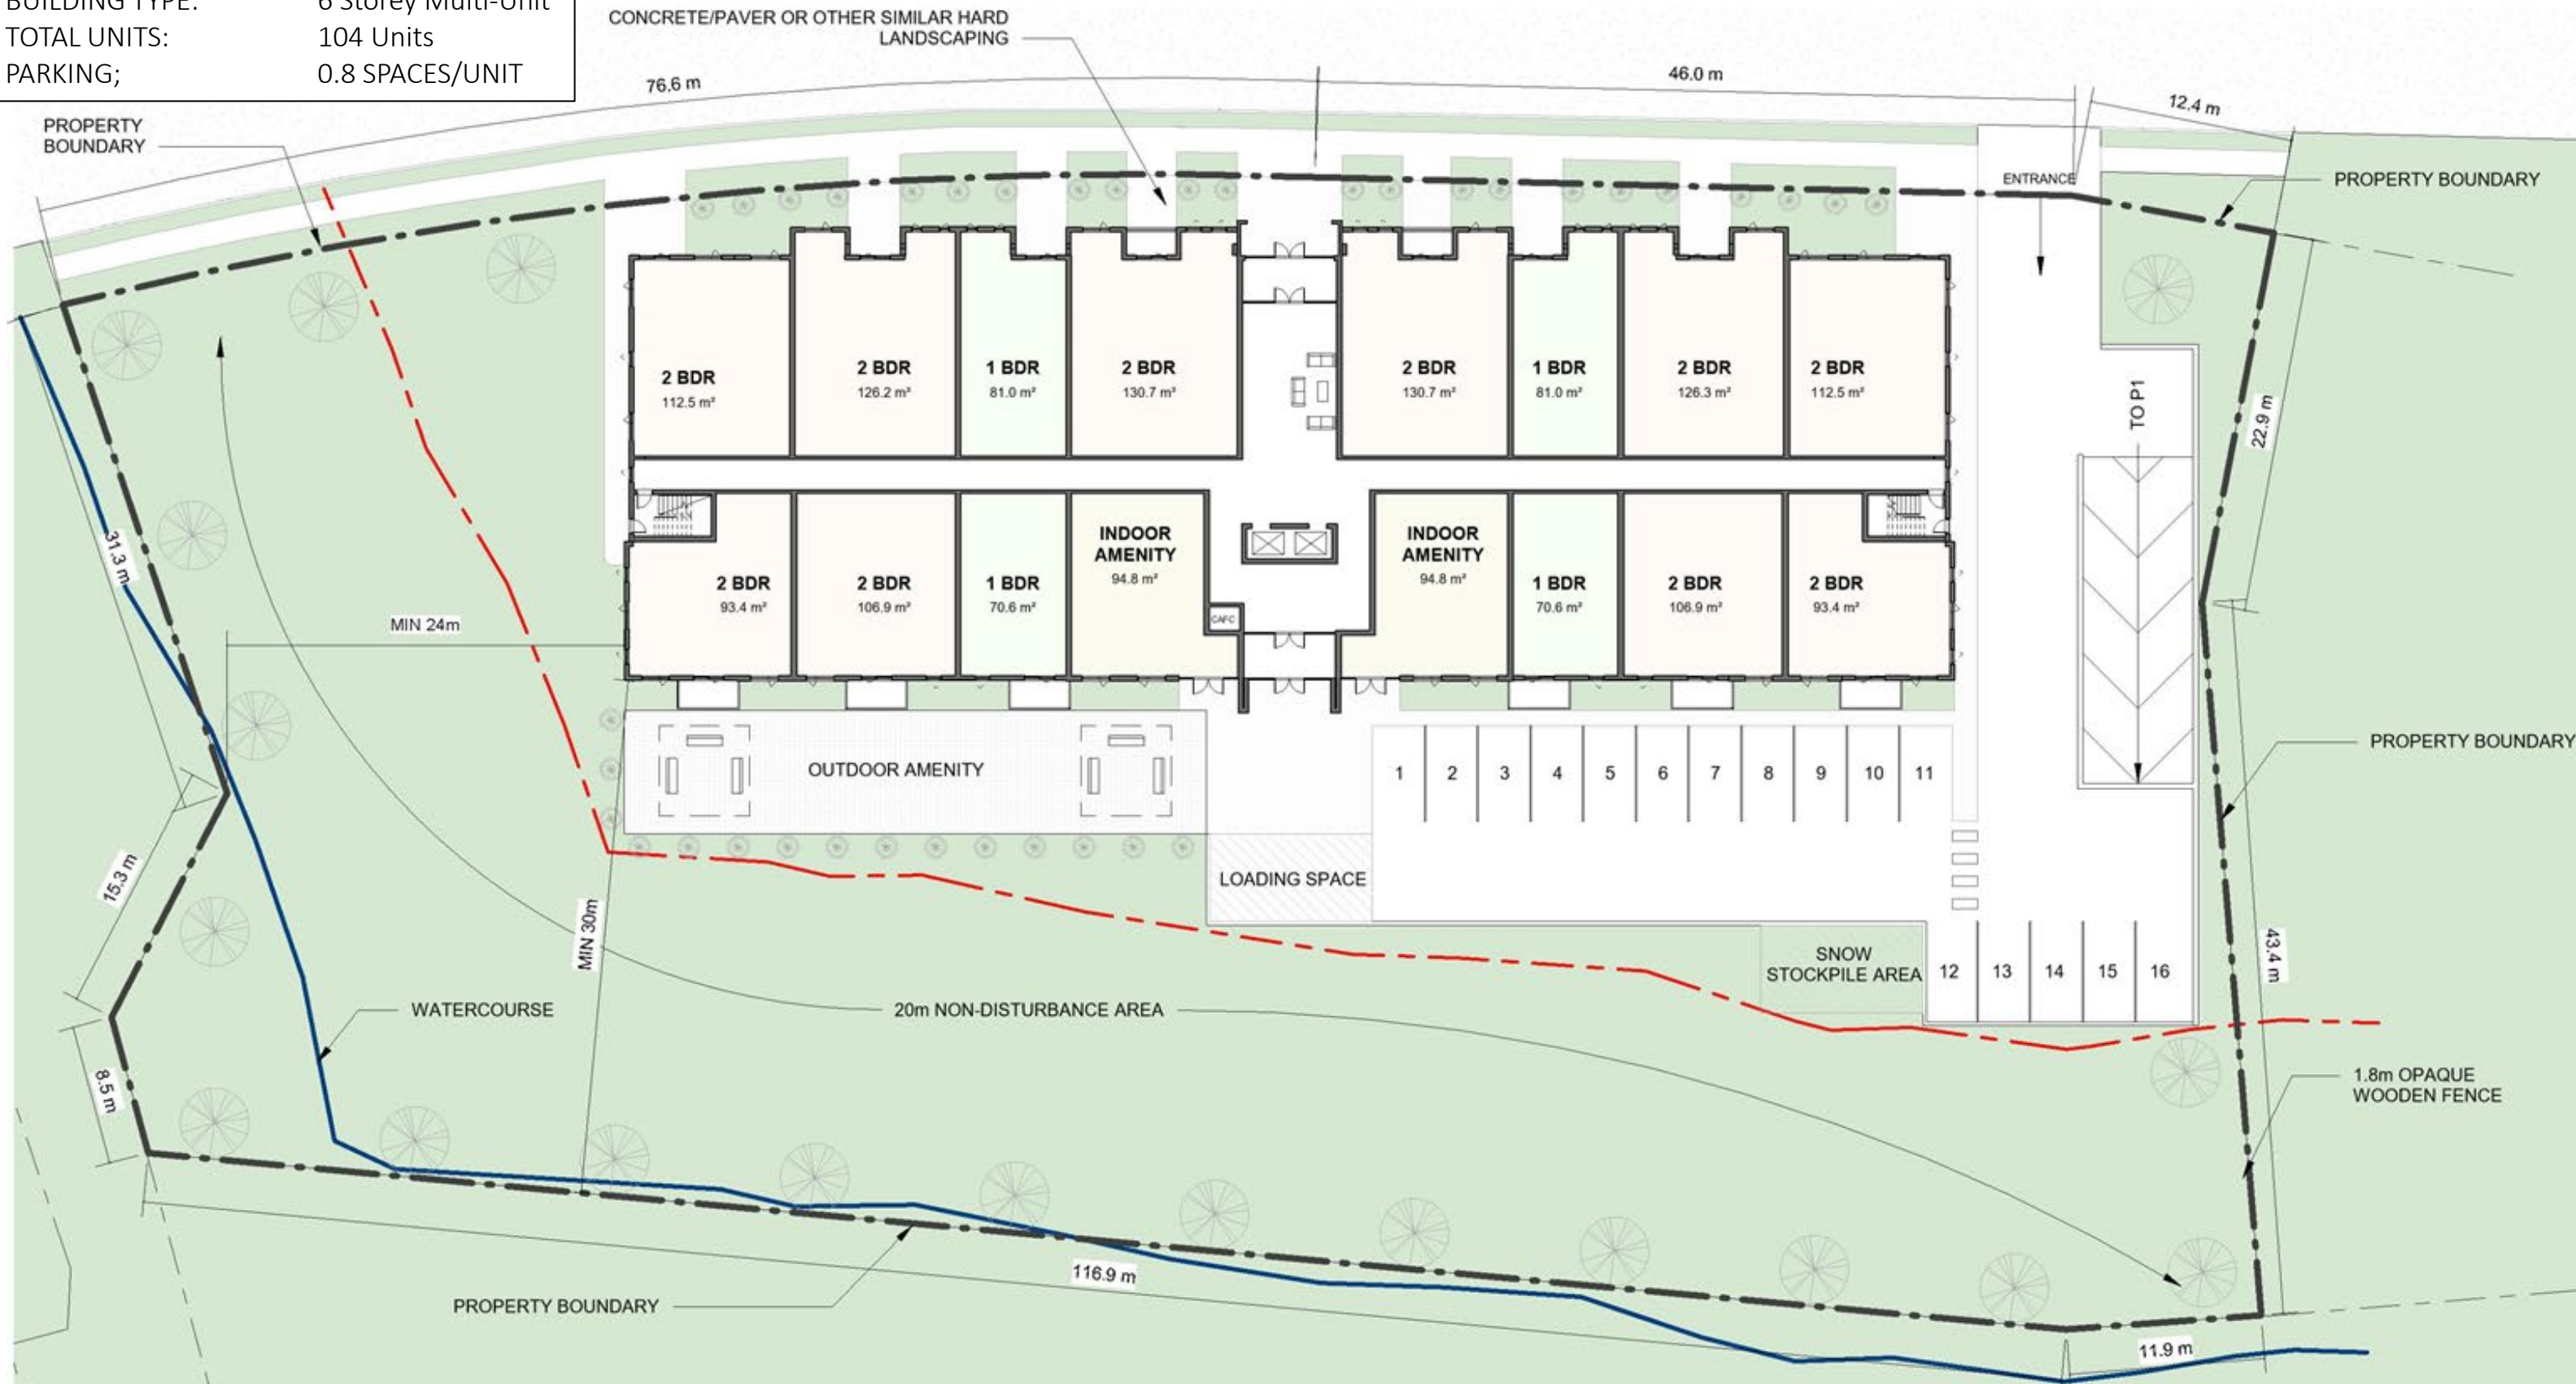 BUILDING TYPE: 6 Storey Multi-Unit
TOTAL UNITS: 104 Units
PARKING; 0.8 SPACES/UNIT
CONCRETE/PAVER OR OTHER SIMILAR HARD
LANDSCAPING
76.6 m
46.0 m
12.4 m
PROPERTY
BOUNDARY
ENTRANCE
PROPERTY BOUNDARY
2 BDR
112.5 m²
2 BDR
126.2 m²
1 BDR
81.0 m²
2 BDR
130.7 m²
2 BDR
130.7 m²
1 BDR
81.0 m²
2 BDR
126.3 m²
2 BDR
112.5 m²
TO P1
22.9 m
31.3 m
MIN 24m
2 BDR
93.4 m²
2 BDR
106.9 m²
1 BDR
70.6 m²
INDOOR
AMENITY
94.8 m²
CAFC
INDOOR
AMENITY
94.8 m²
1 BDR
70.6 m²
2 BDR
106.9 m²
2 BDR
93.4 m²
PROPERTY BOUNDARY
OUTDOOR AMENITY
1 2 3 4 5 6 7 8 9 10 11
15.3 m
LOADING SPACE
MIN 30m
SNOW
STOCKPILE AREA
12 13 14 15 16
43.4 m
WATERCOURSE
20m NON-DISTURBANCE AREA
8.5 m
1.8m OPAQUE
WOODEN FENCE
116.9 m
PROPERTY BOUNDARY
11.9 m